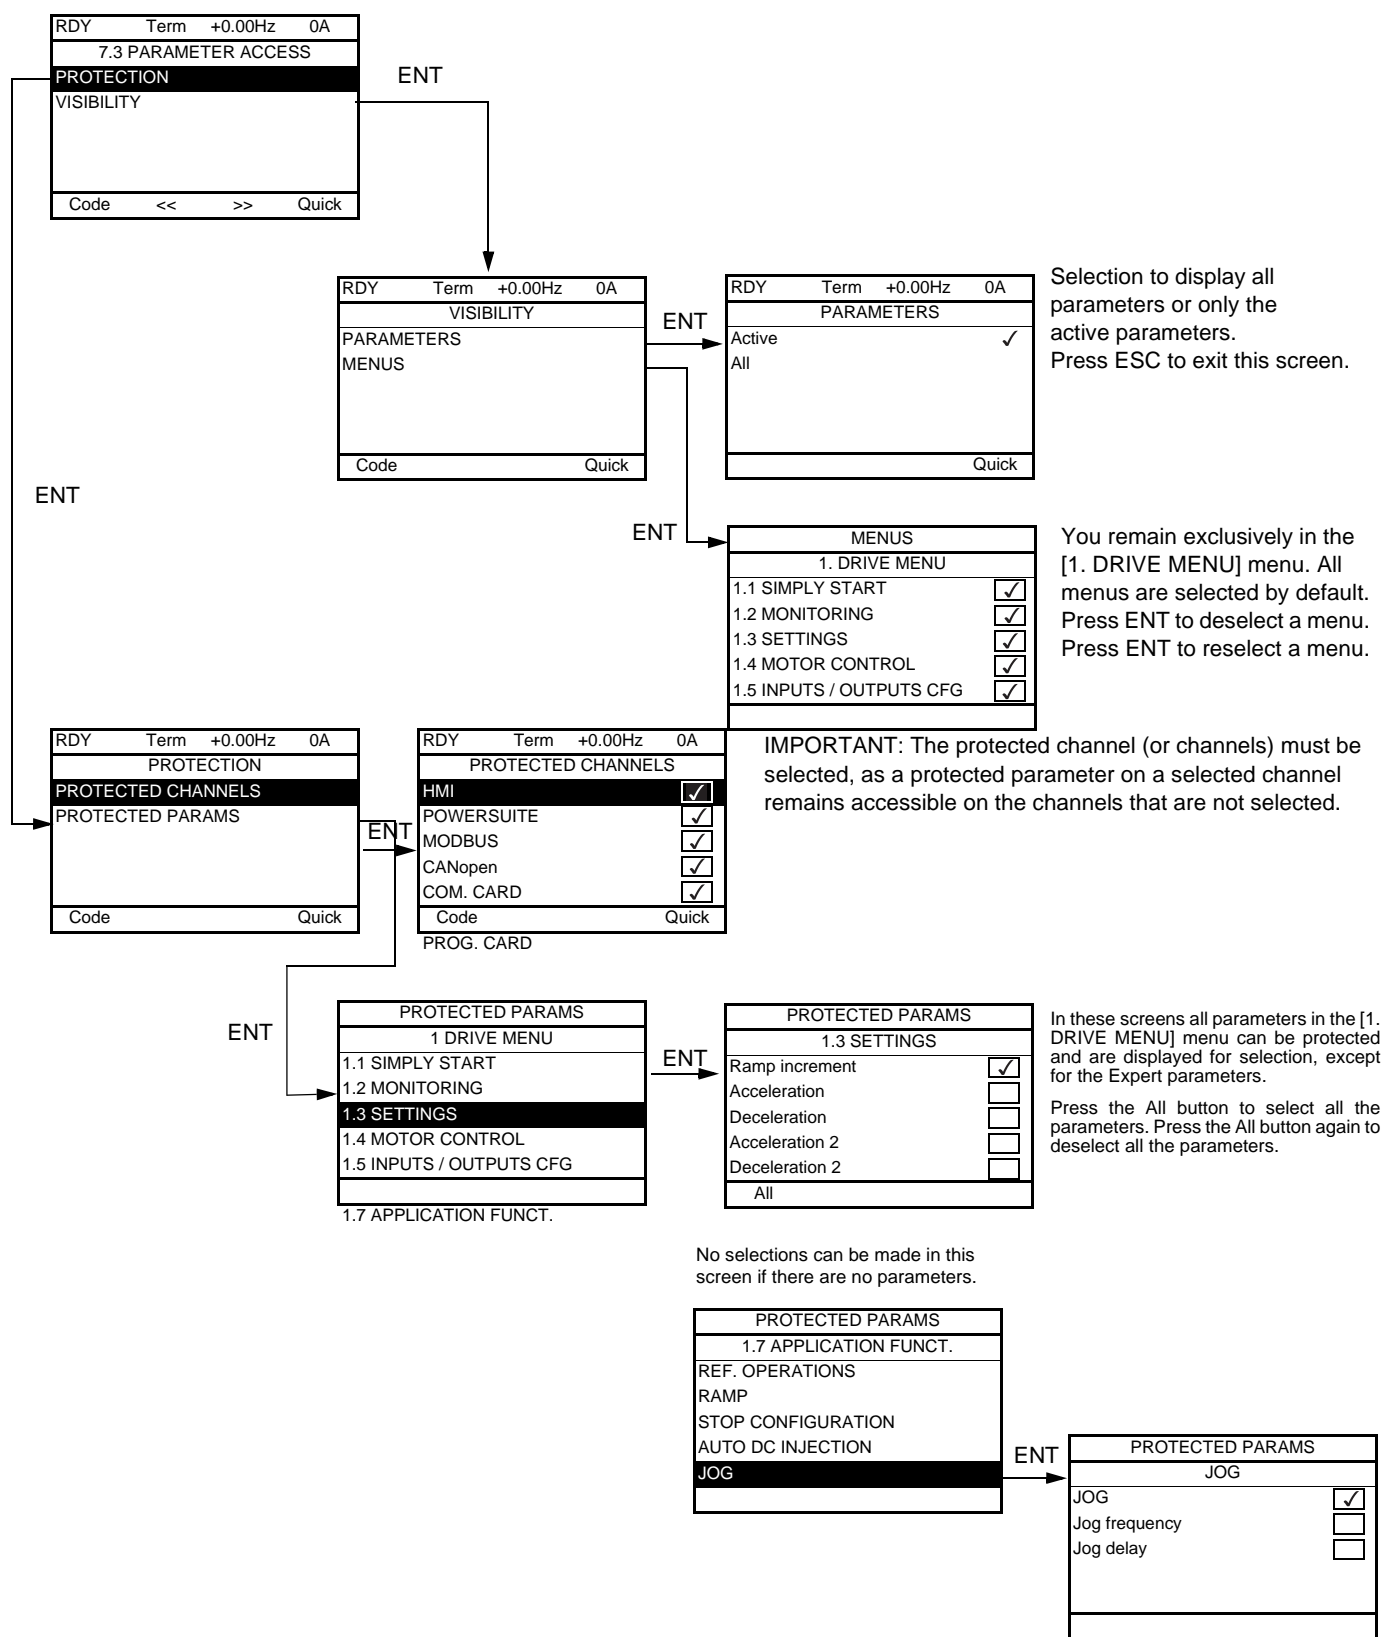 RDY Term +0.00Hz 0A
7.3 PARAMETER ACCESS
PROTECTION
VISIBILITY
Code << >> Quick
ENT
RDY Term +0.00Hz 0A
VISIBILITY
PARAMETERS
MENUS
Code Quick
ENT
RDY Term +0.00Hz 0A
PARAMETERS
Active ✓
All
Quick
Selection to display all
parameters or only the
active parameters.
Press ESC to exit this screen.
ENT
ENT
MENUS
1. DRIVE MENU
1.1 SIMPLY START ✓
1.2 MONITORING ✓
1.3 SETTINGS ✓
1.4 MOTOR CONTROL ✓
1.5 INPUTS / OUTPUTS CFG ✓
You remain exclusively in the
[1. DRIVE MENU] menu. All
menus are selected by default.
Press ENT to deselect a menu.
Press ENT to reselect a menu.
RDY Term +0.00Hz 0A
PROTECTION
PROTECTED CHANNELS
PROTECTED PARAMS
Code Quick
ENT
RDY Term +0.00Hz 0A
PROTECTED CHANNELS
HMI ✓
POWERSUITE ✓
MODBUS ✓
CANopen ✓
COM. CARD ✓
Code Quick
PROG. CARD
IMPORTANT: The protected channel (or channels) must be
selected, as a protected parameter on a selected channel
remains accessible on the channels that are not selected.
ENT
PROTECTED PARAMS
1 DRIVE MENU
1.1 SIMPLY START
1.2 MONITORING
1.3 SETTINGS
1.4 MOTOR CONTROL
1.5 INPUTS / OUTPUTS CFG
1.7 APPLICATION FUNCT.
ENT
PROTECTED PARAMS
1.3 SETTINGS
Ramp increment ✓
Acceleration
Deceleration
Acceleration 2
Deceleration 2
All
In these screens all parameters in the [1.
DRIVE MENU] menu can be protected
and are displayed for selection, except
for the Expert parameters.
Press the All button to select all the
parameters. Press the All button again to
deselect all the parameters.
No selections can be made in this
screen if there are no parameters.
PROTECTED PARAMS
1.7 APPLICATION FUNCT.
REF. OPERATIONS
RAMP
STOP CONFIGURATION
AUTO DC INJECTION
JOG
ENT
PROTECTED PARAMS
JOG
JOG ✓
Jog frequency
Jog delay